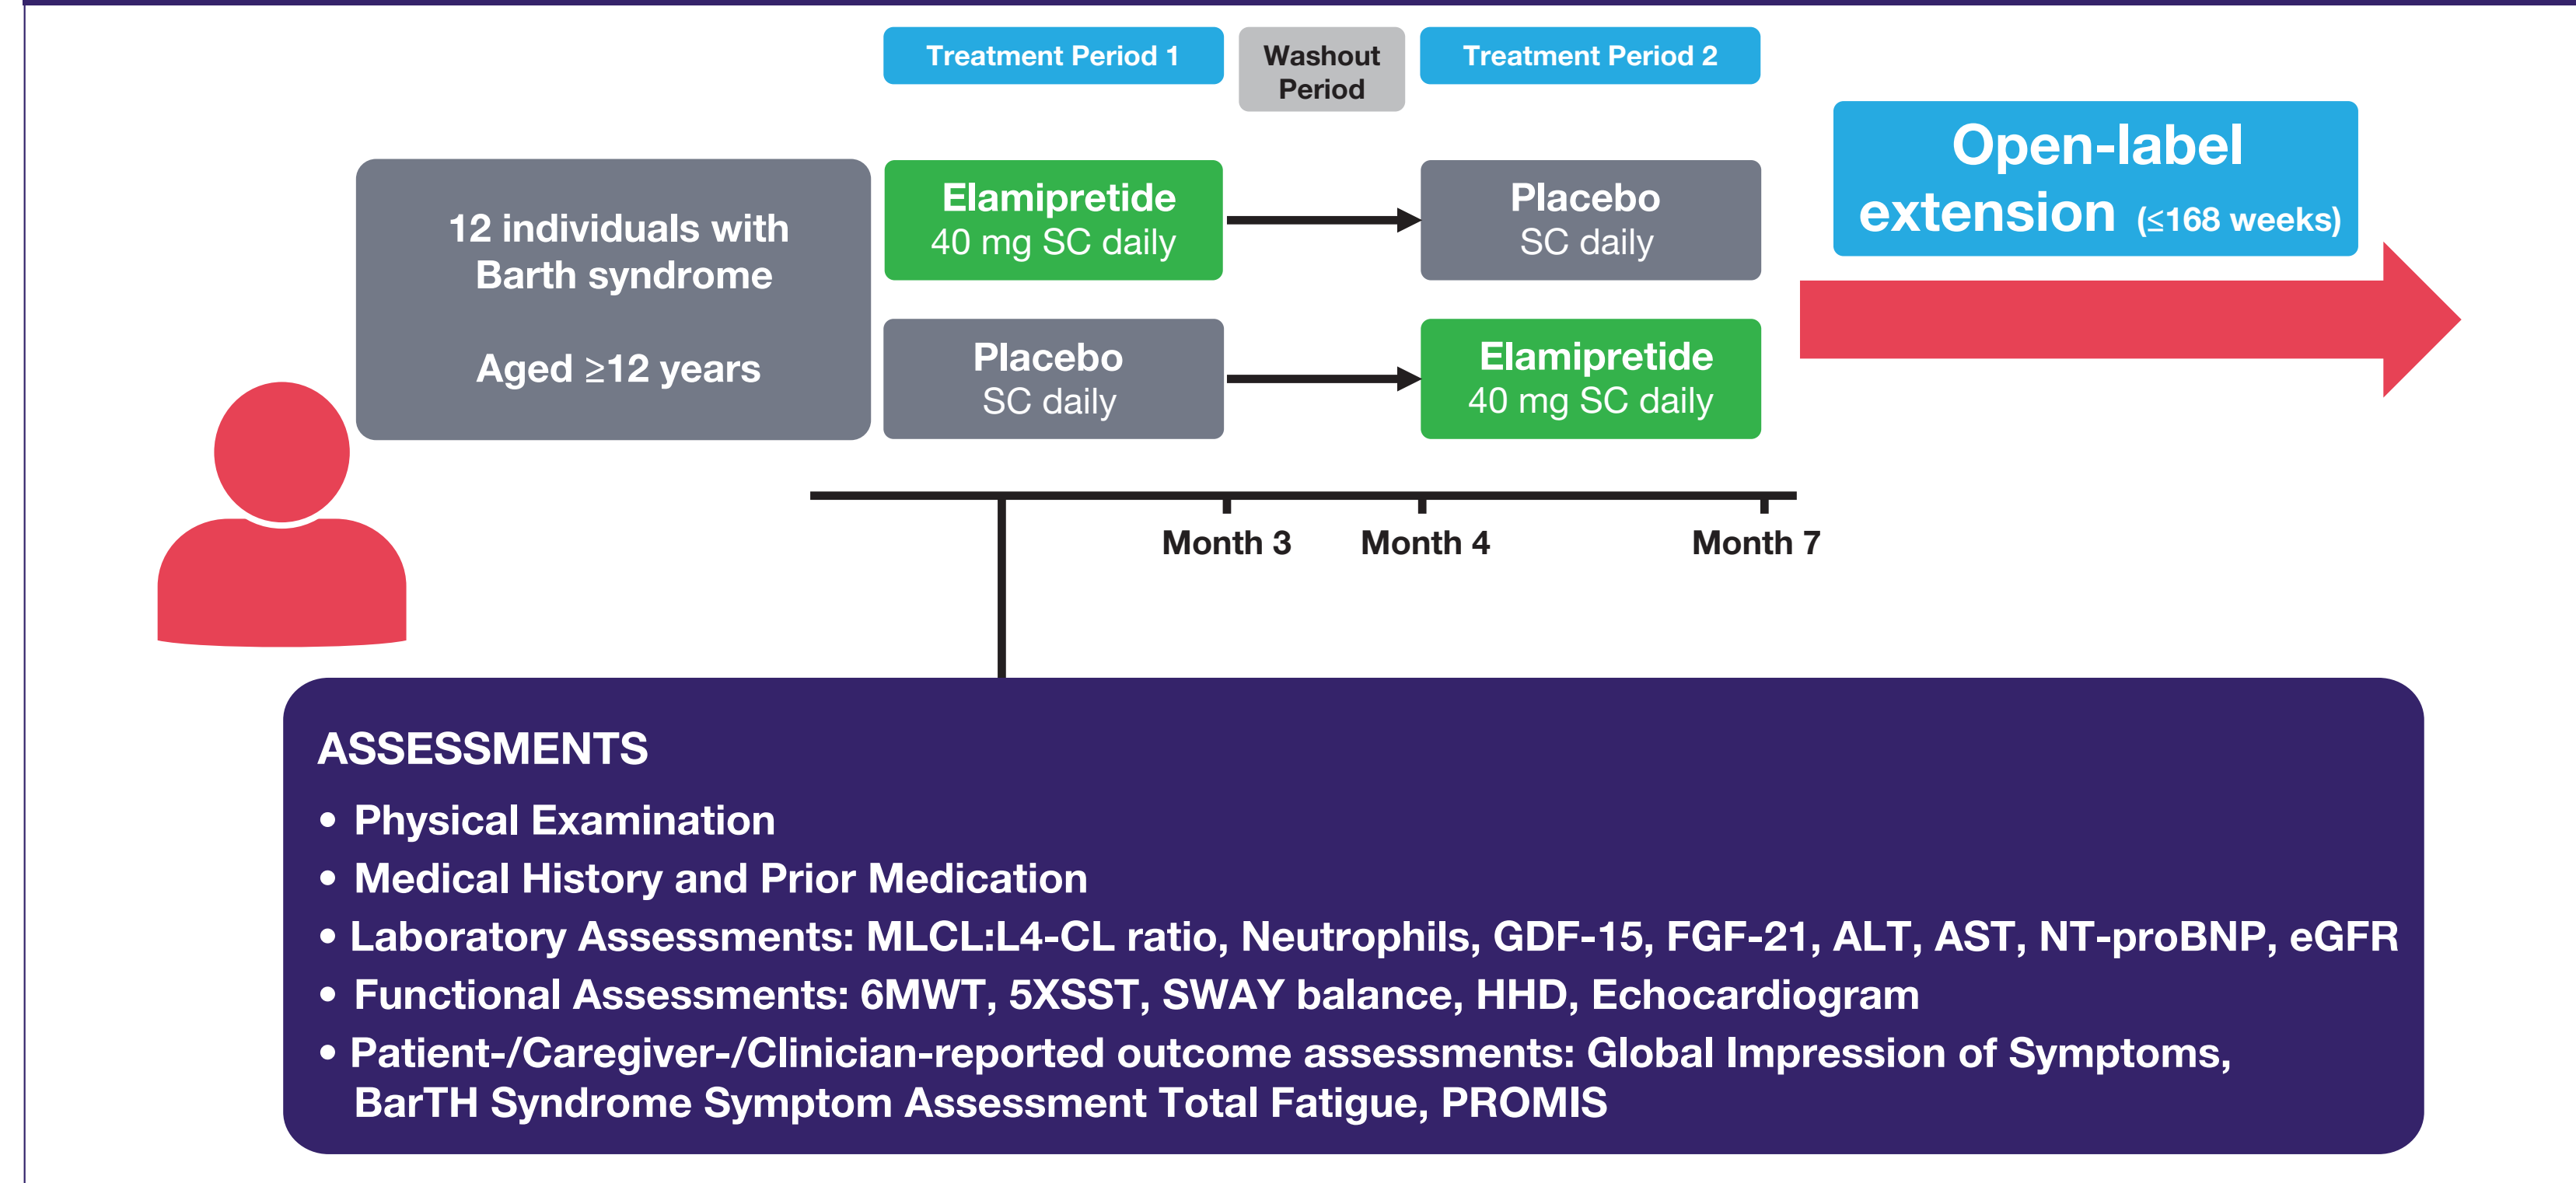 Treatment Period 1
Washout
Period
Treatment Period 2
Open-label
extension (≤168 weeks)
12 individuals with
Barth syndrome
Aged ≥12 years
Elamipretide
40 mg SC daily
Placebo
SC daily
Placebo
SC daily
Elamipretide
40 mg SC daily
Month 3
Month 4
Month 7
ASSESSMENTS
• Physical Examination
• Medical History and Prior Medication
• Laboratory Assessments: MLCL:L4-CL ratio, Neutrophils, GDF-15, FGF-21, ALT, AST, NT-proBNP, eGFR
• Functional Assessments: 6MWT, 5XSST, SWAY balance, HHD, Echocardiogram
• Patient-/Caregiver-/Clinician-reported outcome assessments: Global Impression of Symptoms,
BarTH Syndrome Symptom Assessment Total Fatigue, PROMIS